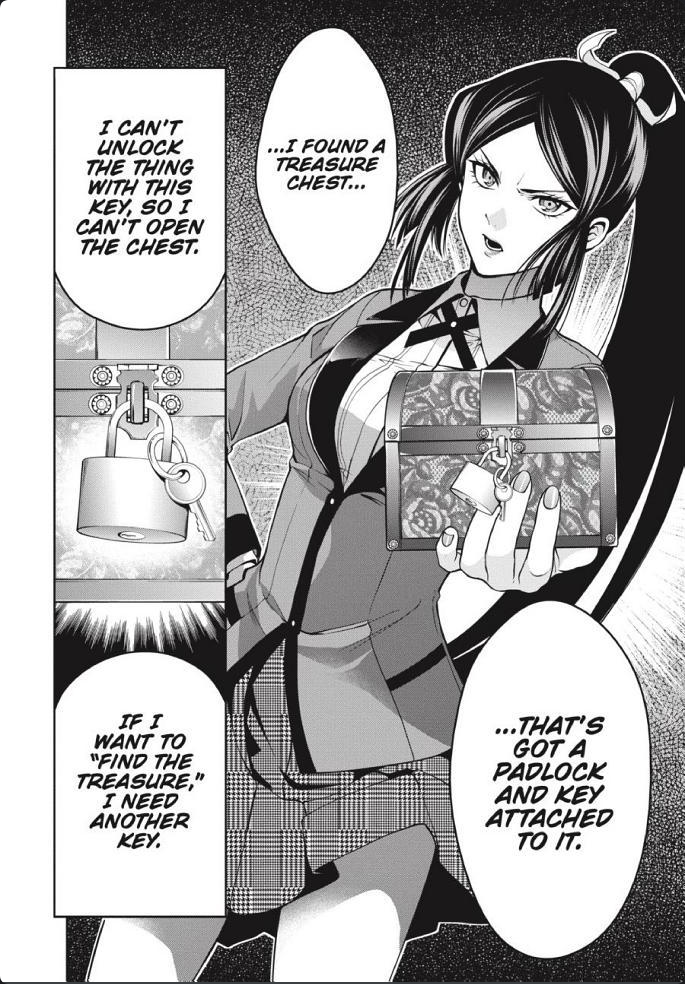 ...I FOUND A
TREASURE
CHEST...
...THAT'S
GOT A
PADLOCK
AND KEY
ATTACHED
TO IT.
I CAN'T
UNLOCK
THE THING
WITH THIS
KEY, SO I
CAN'T OPEN
THE CHEST.
IF I
WANT TO
"FIND THE
TREASURE,"
I NEED
ANOTHER
KEY.